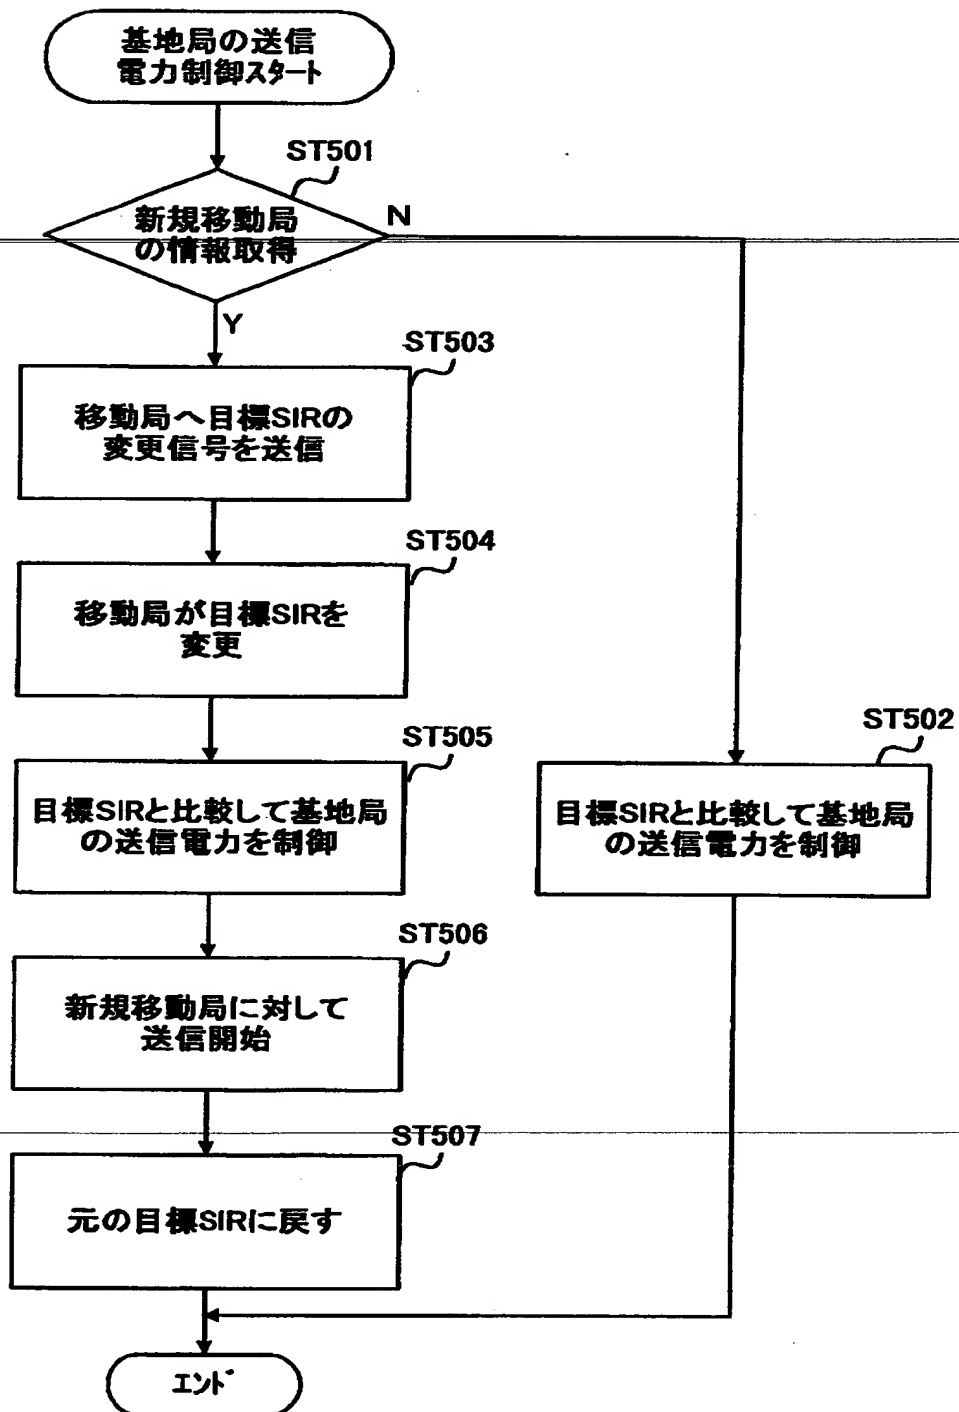 基地局の送信
電力制御スタート
ST501
新規移動局
の情報取得
N
Y
ST503
移動局へ目標SIRの
変更信号を送信
ST504
移動局が目標SIRを
変更
ST505
目標SIRと比較して基地局
の送信電力を制御
ST502
目標SIRと比較して基地局
の送信電力を制御
ST506
新規移動局に対して
送信開始
ST507
元の目標SIRに戻す
エンド